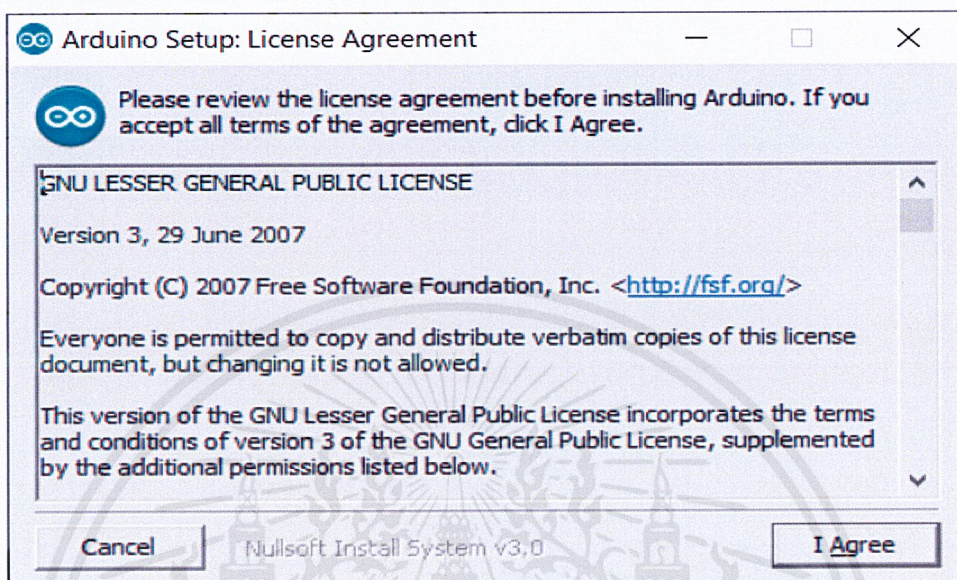 Arduino Setup: License Agreement
Please review the license agreement before installing Arduino. If you
accept all terms of the agreement, click I Agree.
GNU LESSER GENERAL PUBLIC LICENSE
Version 3, 29 June 2007
Copyright (C) 2007 Free Software Foundation, Inc. <http://fsf.org/>
Everyone is permitted to copy and distribute verbatim copies of this license
document, but changing it is not allowed.
This version of the GNU Lesser General Public License incorporates the terms
and conditions of version 3 of the GNU General Public License, supplemented
by the additional permissions listed below.
Cancel
Nullsoft Install System v3.0
I Agree